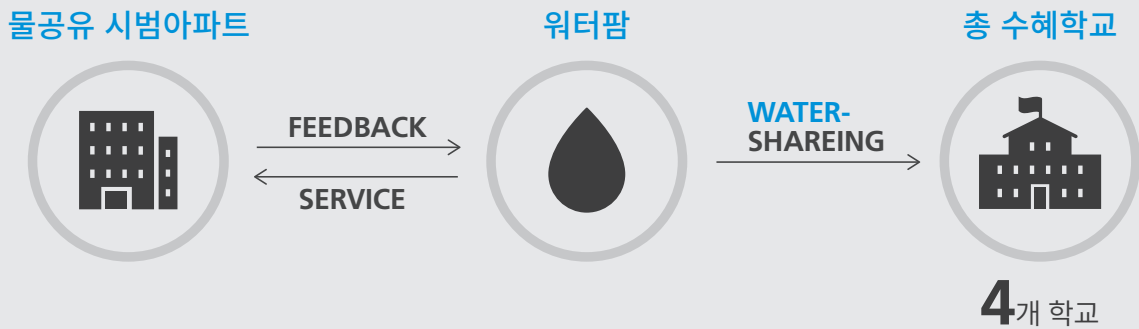 물공유 시범아파트
워터팜
총 수혜학교
FEEDBACK
SERVICE
WATER-
SHAREING
4개 학교